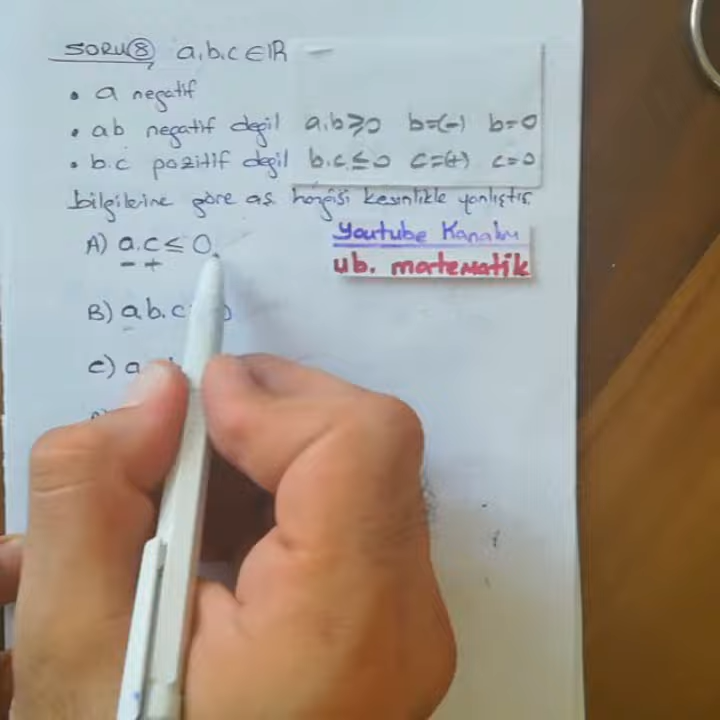 SORU 8 a,b,c ∈ IR
• a negatif
• ab negatif değil a.b ≥ 0 b=(-) b=0
• b.c pozitif değil b.c. ≤ 0 c=(+) c=0
bilgilerine göre aş. hangisi kesinlikle yanlıştır.
Youtube Kanalım
ub. matematik
A) a.c ≤ 0
- +
B) a b.c
C) a